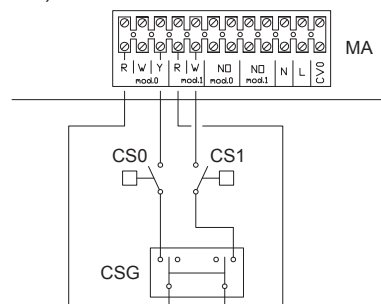 MA
R W Y R W NO NO N L CV0
mod.0 mod.1 mod.0 mod.1
CS0 CS1
CSG